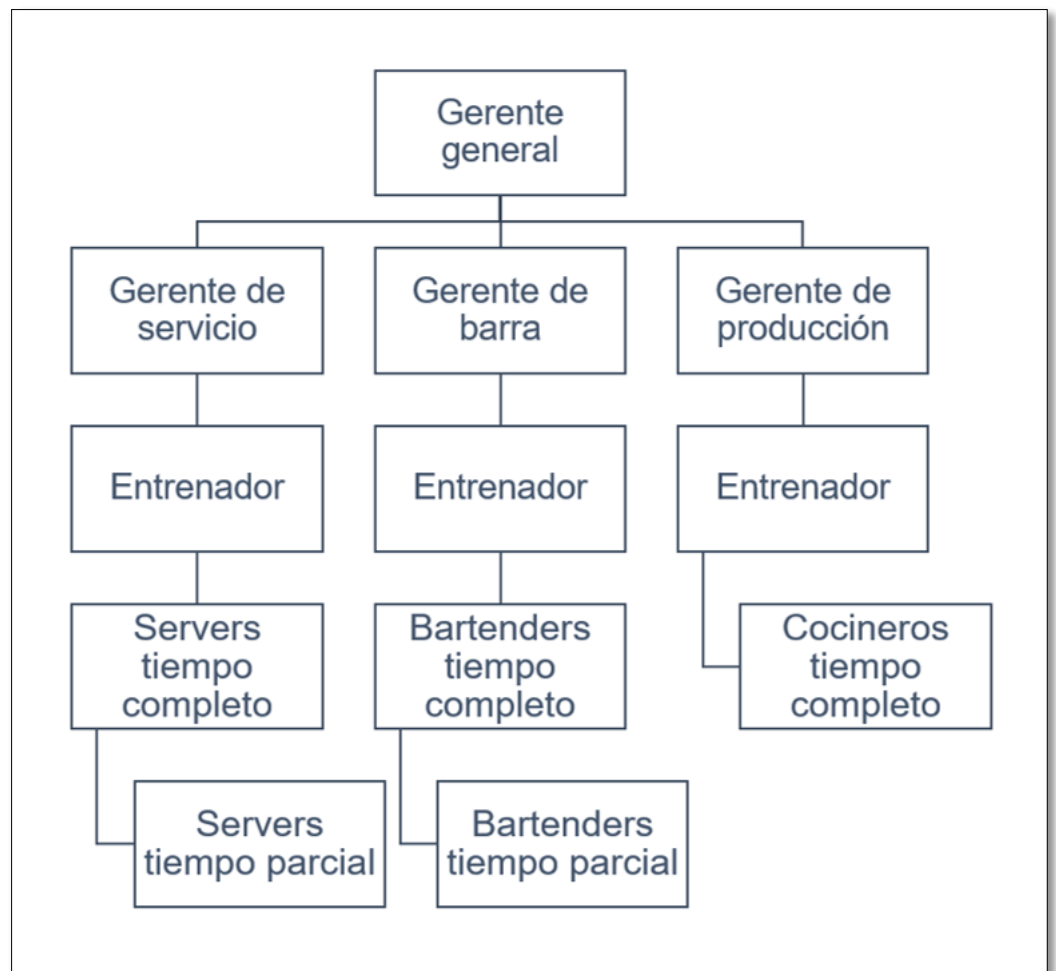 Gerente
general
Gerente de
servicio
Gerente de
barra
Gerente de
producción
Entrenador
Entrenador
Entrenador
Servers
tiempo
completo
Bartenders
tiempo
completo
Cocineros
tiempo
completo
Servers
tiempo parcial
Bartenders
tiempo parcial